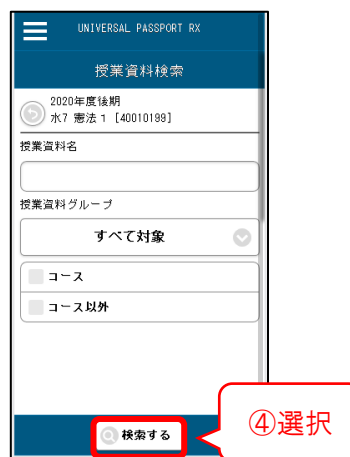 UNIVERSAL PASSPORT RX
授業資料検索
2020年度後期
水7 憲法1 [40010199]
授業資料名
授業資料グループ
すべて対象
コース
コース以外
検索する
④選択